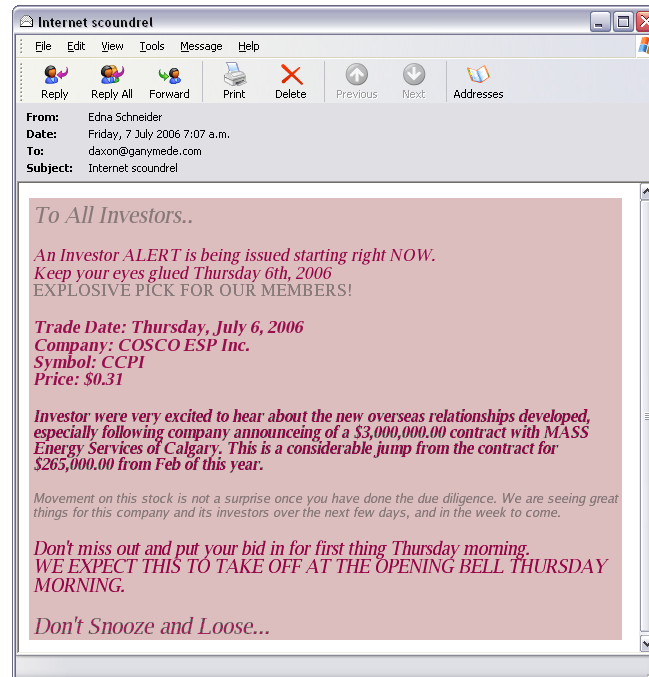 Internet scoundrel
File Edit View Tools Message Help
Reply Reply All Forward Print Delete Previous Next Addresses
From: Edna Schneider
Date: Friday, 7 July 2006 7:07 a.m.
To: daxon@ganymede.com
Subject: Internet scoundrel
To All Investors..
An Investor ALERT is being issued starting right NOW.
Keep your eyes glued Thursday 6th, 2006
EXPLOSIVE PICK FOR OUR MEMBERS!
Trade Date: Thursday, July 6, 2006
Company: COSCO ESP Inc.
Symbol: CCPI
Price: $0.31
Investor were very excited to hear about the new overseas relationships developed,
especially following company announceing of a $3,000,000.00 contract with MASS
Energy Services of Calgary. This is a considerable jump from the contract for
$265,000.00 from Feb of this year.
Movement on this stock is not a surprise once you have done the due diligence. We are seeing great
things for this company and its investors over the next few days, and in the week to come.
Don't miss out and put your bid in for first thing Thursday morning.
WE EXPECT THIS TO TAKE OFF AT THE OPENING BELL THURSDAY
MORNING.
Don't Snooze and Loose...